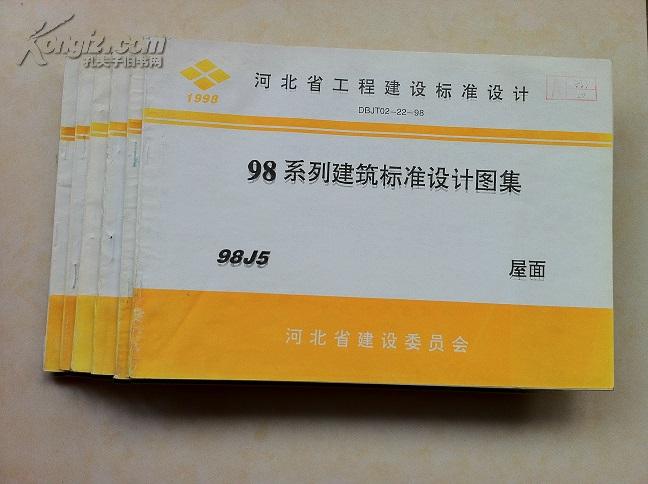 Kongfz.com
孔夫子旧书网
1998
河北省工程建设标准设计
DBJT02-22-98
98系列建筑标准设计图集
98J5
屋面
河北省建设委员会